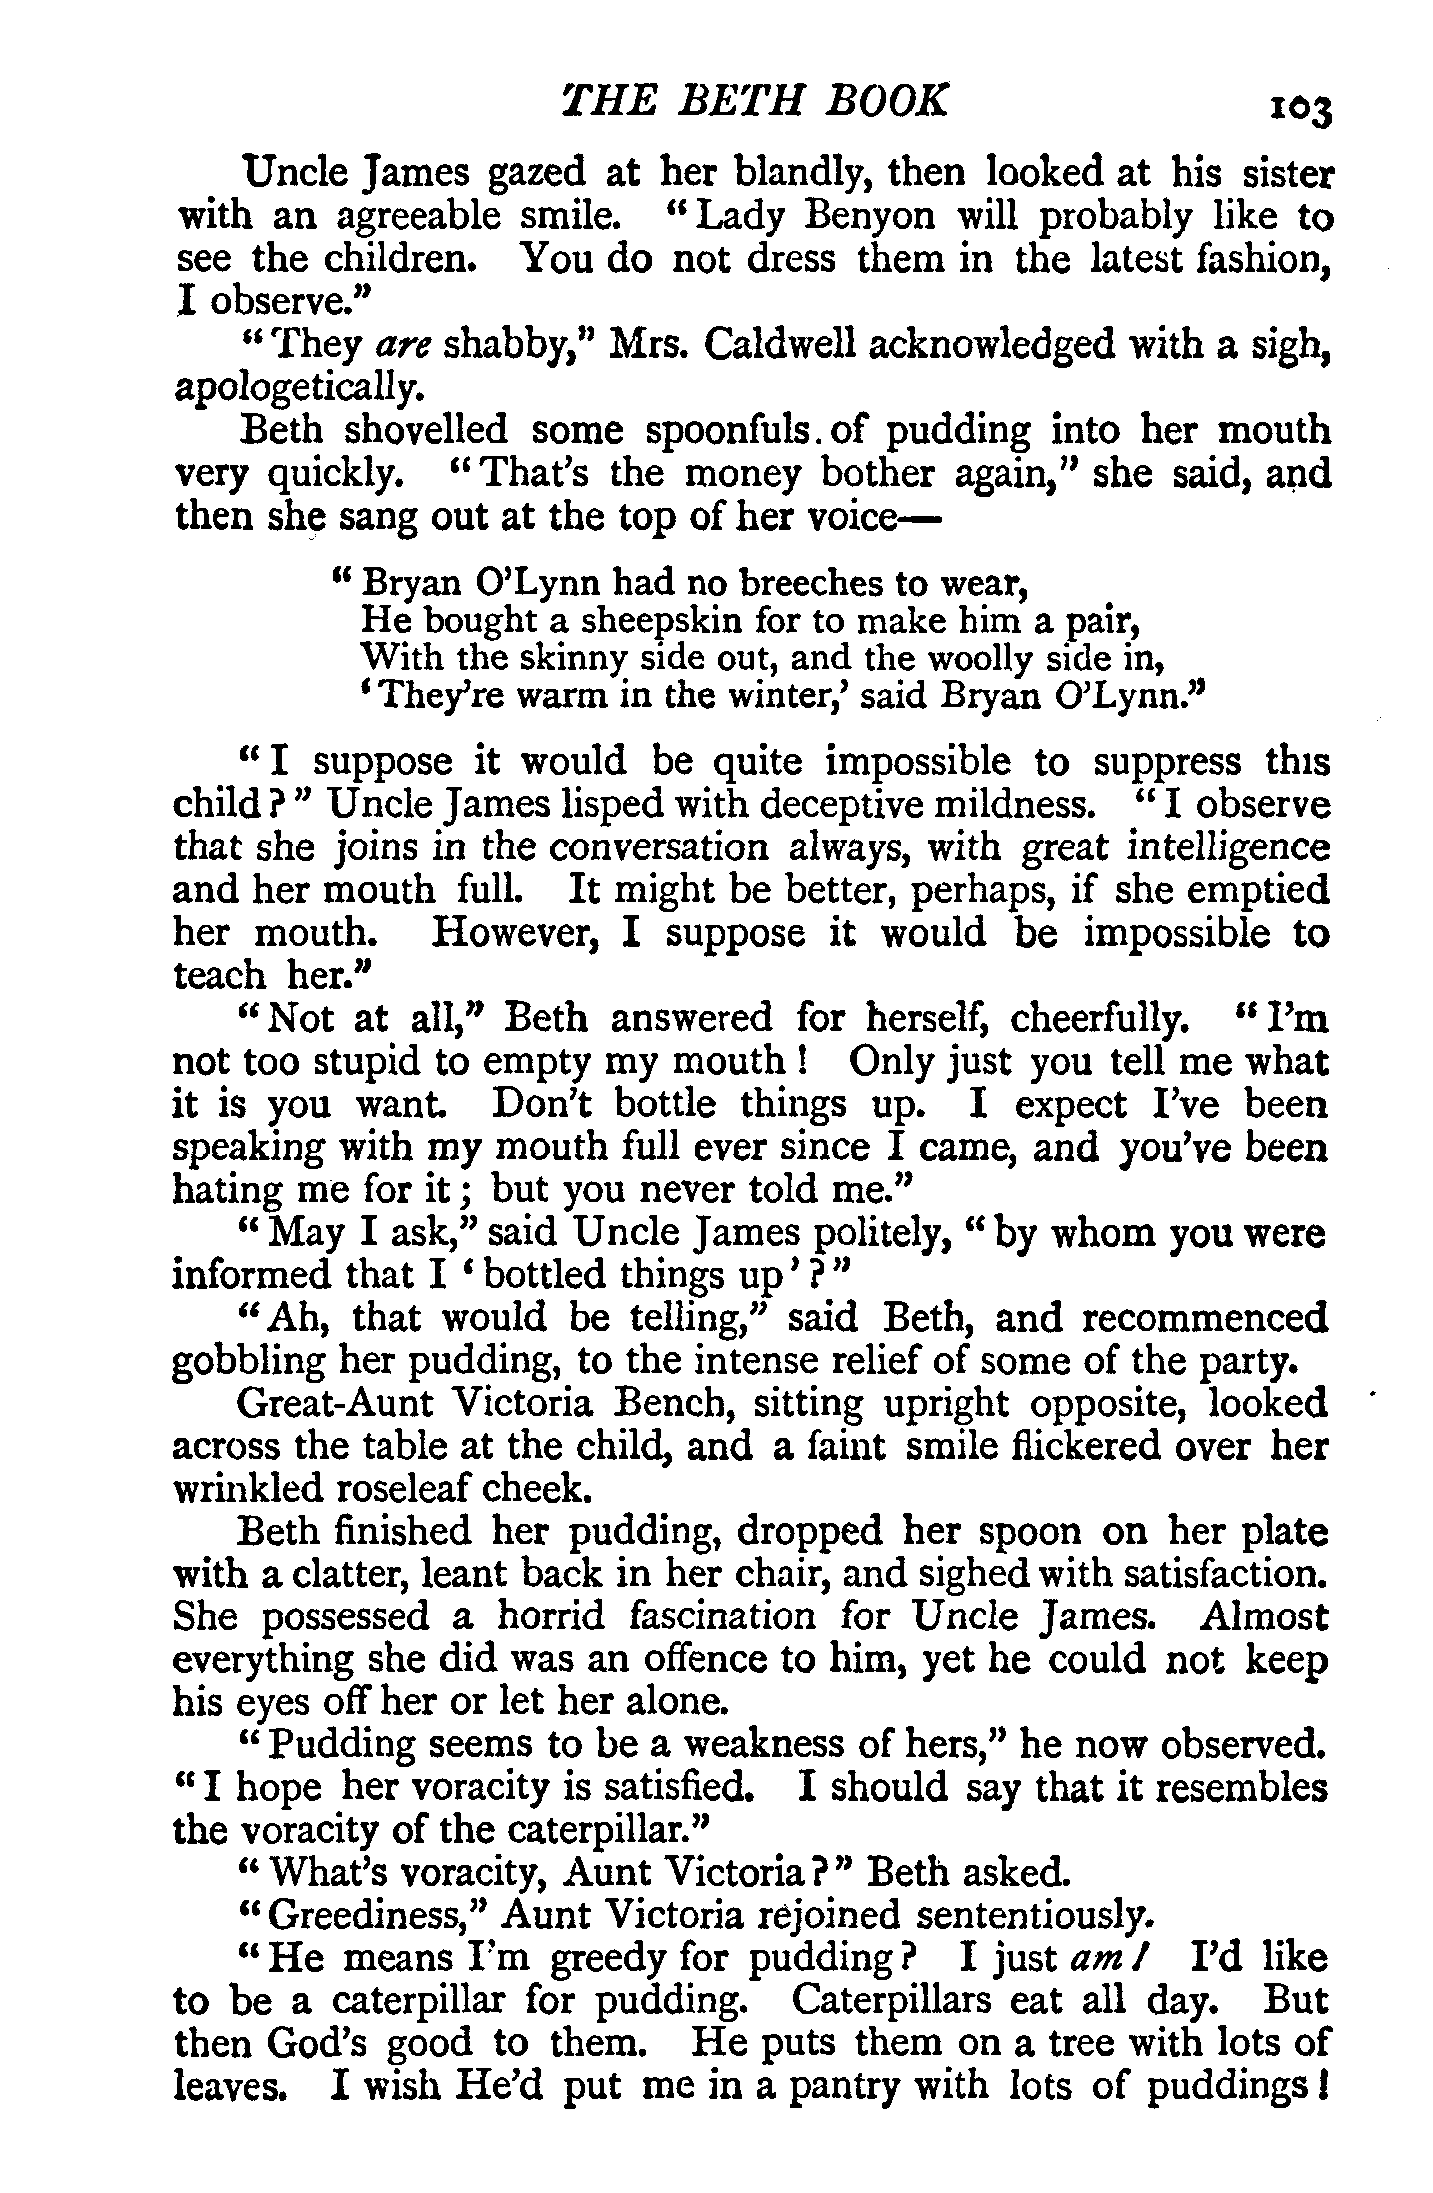 THE BETH BOOK 103
Uncle James gazed at her blandly, then looked at his sister
with an agreeable smile. “Lady Benyon will probably like to
see the children. You do not dress them in the latest fashion,
I observe.”
“They are shabby,” Mrs. Caldwell acknowledged with a sigh,
apologetically.
Beth shovelled some spoonfuls of pudding into her mouth
very quickly. “That’s the money bother again,” she said, and
then she sang out at the top of her voice—
“Bryan O’Lynn had no breeches to wear,
He bought a sheepskin for to make him a pair,
With the skinny side out, and the woolly side in,
‘They’re warm in the winter,’ said Bryan O’Lynn.”
“I suppose it would be quite impossible to suppress this
child?” Uncle James lisped with deceptive mildness. “I observe
that she joins in the conversation always, with great intelligence
and her mouth full. It might be better, perhaps, if she emptied
her mouth. However, I suppose it would be impossible to
teach her.”
“Not at all,” Beth answered for herself, cheerfully. “I’m
not too stupid to empty my mouth! Only just you tell me what
it is you want. Don’t bottle things up. I expect I’ve been
speaking with my mouth full ever since I came, and you’ve been
hating me for it; but you never told me.”
“May I ask,” said Uncle James politely, “by whom you were
informed that I ‘bottled things up’?”
“Ah, that would be telling,” said Beth, and recommenced
gobbling her pudding, to the intense relief of some of the party.
Great-Aunt Victoria Bench, sitting upright opposite, looked
across the table at the child, and a faint smile flickered over her
wrinkled roseleaf cheek.
Beth finished her pudding, dropped her spoon on her plate
with a clatter, leant back in her chair, and sighed with satisfaction.
She possessed a horrid fascination for Uncle James. Almost
everything she did was an offence to him, yet he could not keep
his eyes off her or let her alone.
“Pudding seems to be a weakness of hers,” he now observed.
“I hope her voracity is satisfied. I should say that it resembles
the voracity of the caterpillar.”
“What’s voracity, Aunt Victoria?” Beth asked.
“Greediness,” Aunt Victoria rejoined sententiously.
“He means I’m greedy for pudding? I just am! I’d like
to be a caterpillar for pudding. Caterpillars eat all day. But
then God’s good to them. He puts them on a tree with lots of
leaves. I wish He’d put me in a pantry with lots of puddings!